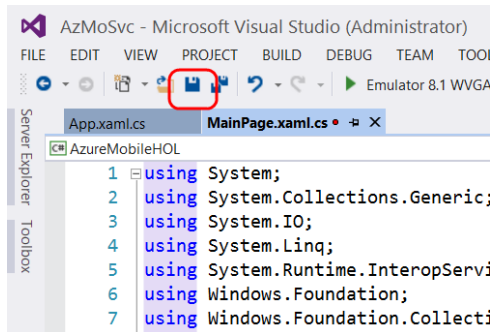 AzMoSvc - Microsoft Visual Studio (Administrator)
FILE EDIT VIEW PROJECT BUILD DEBUG TEAM TOOL
Emulator 8.1 WVGA
Server Explorer
Toolbox
App.xaml.cs MainPage.xaml.cs
C# AzureMobileHOL
1 using System;
2 using System.Collections.Generic;
3 using System.IO;
4 using System.Linq;
5 using System.Runtime.InteropServi
6 using Windows.Foundation;
7 using Windows.Foundation.Collecti